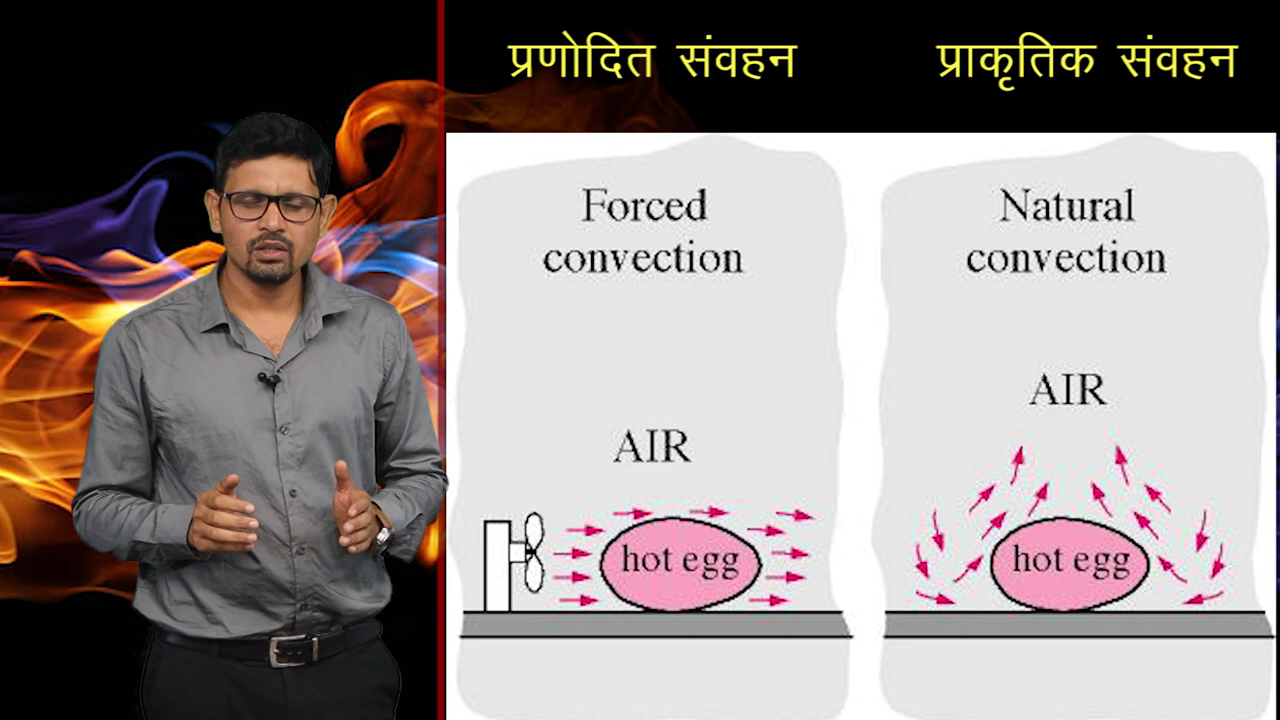 प्रणोदित संवहन
प्राकृतिक संवहन
Forced
convection
AIR
hot egg
Natural
convection
AIR
hot egg